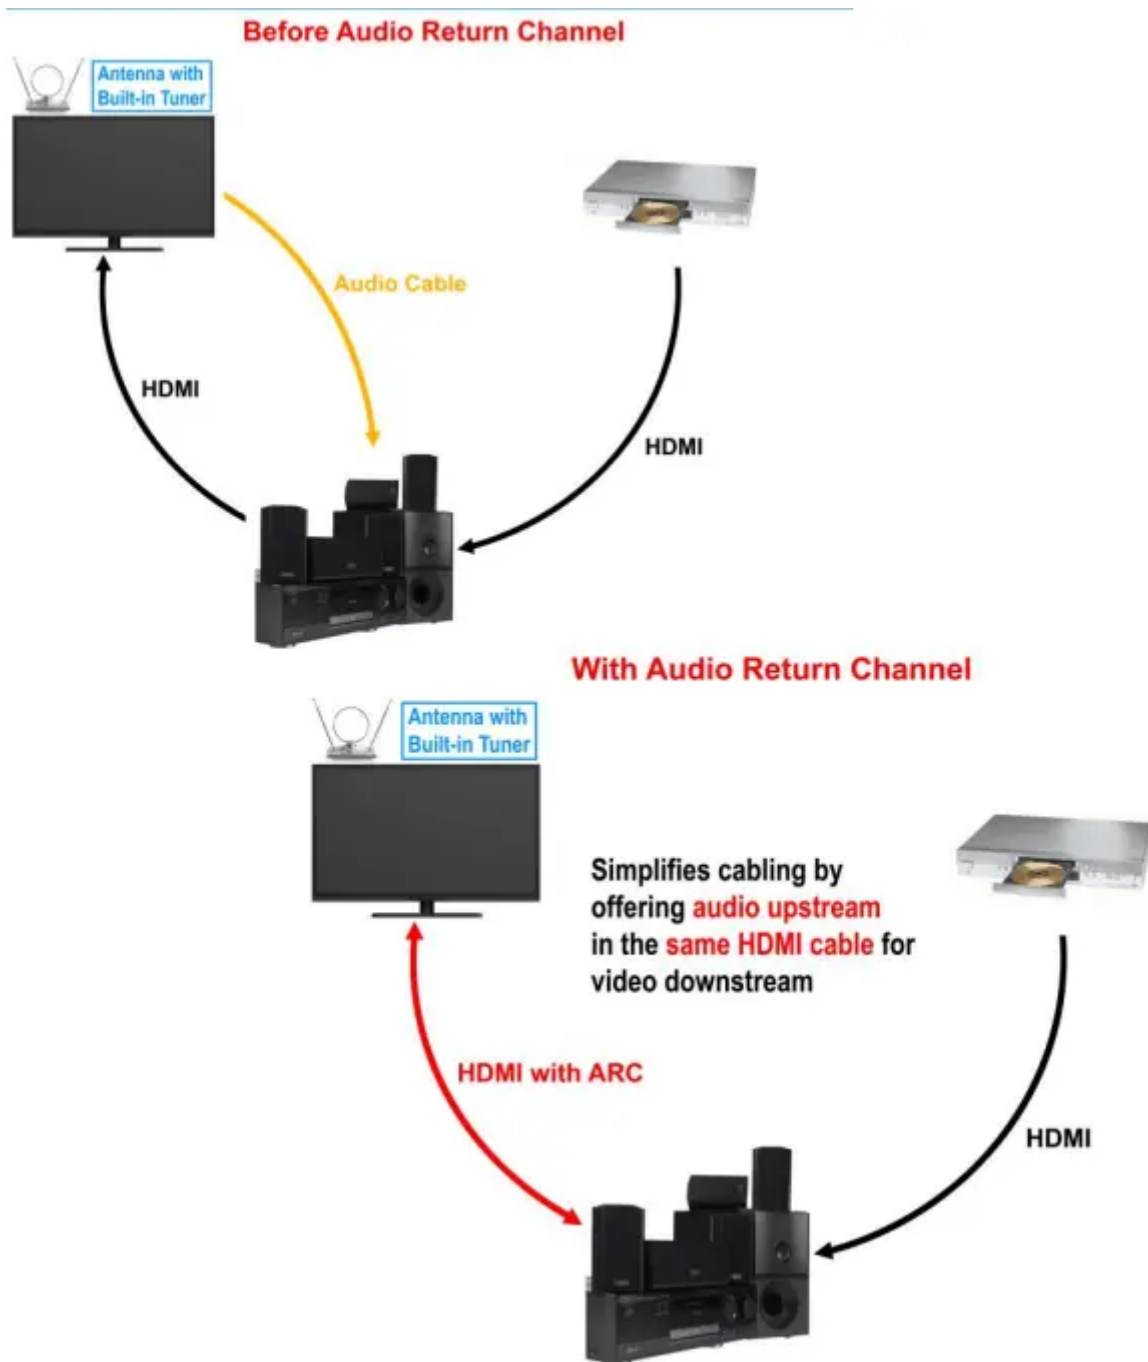 Before Audio Return Channel
Antenna with
Built-in Tuner
Audio Cable
HDMI
HDMI
With Audio Return Channel
Antenna with
Built-in Tuner
Simplifies cabling by
offering audio upstream
in the same HDMI cable for
video downstream
HDMI with ARC
HDMI